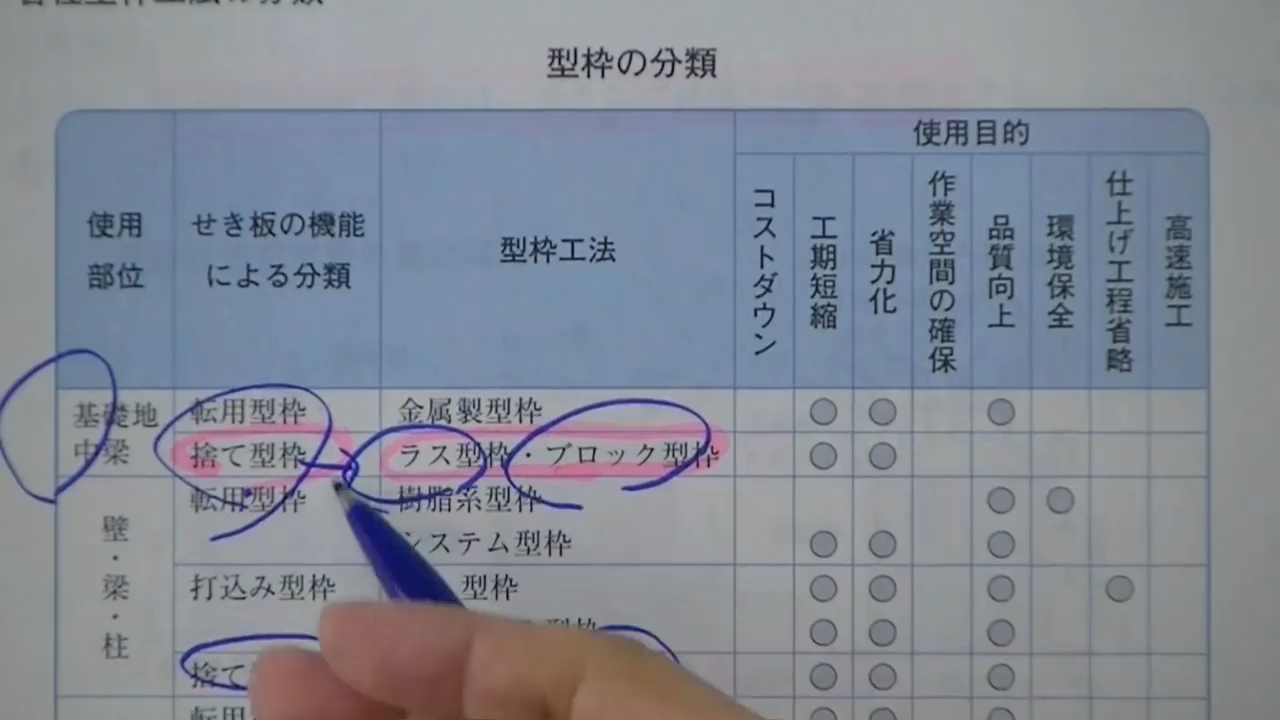 型枠の分類
使用目的
使用部位
せき板の機能による分類
型枠工法
コストダウン
工期短縮
省力化
作業空間の確保
品質向上
環境保全
仕上げ工程省略
高速施工
基礎地中梁
転用型枠
金属製型枠
捨て型枠
ラス型枠・ブロック型枠
壁・梁・柱
転用型枠
樹脂系型枠
システム型枠
打込み型枠
型枠
型枠
捨て
転用